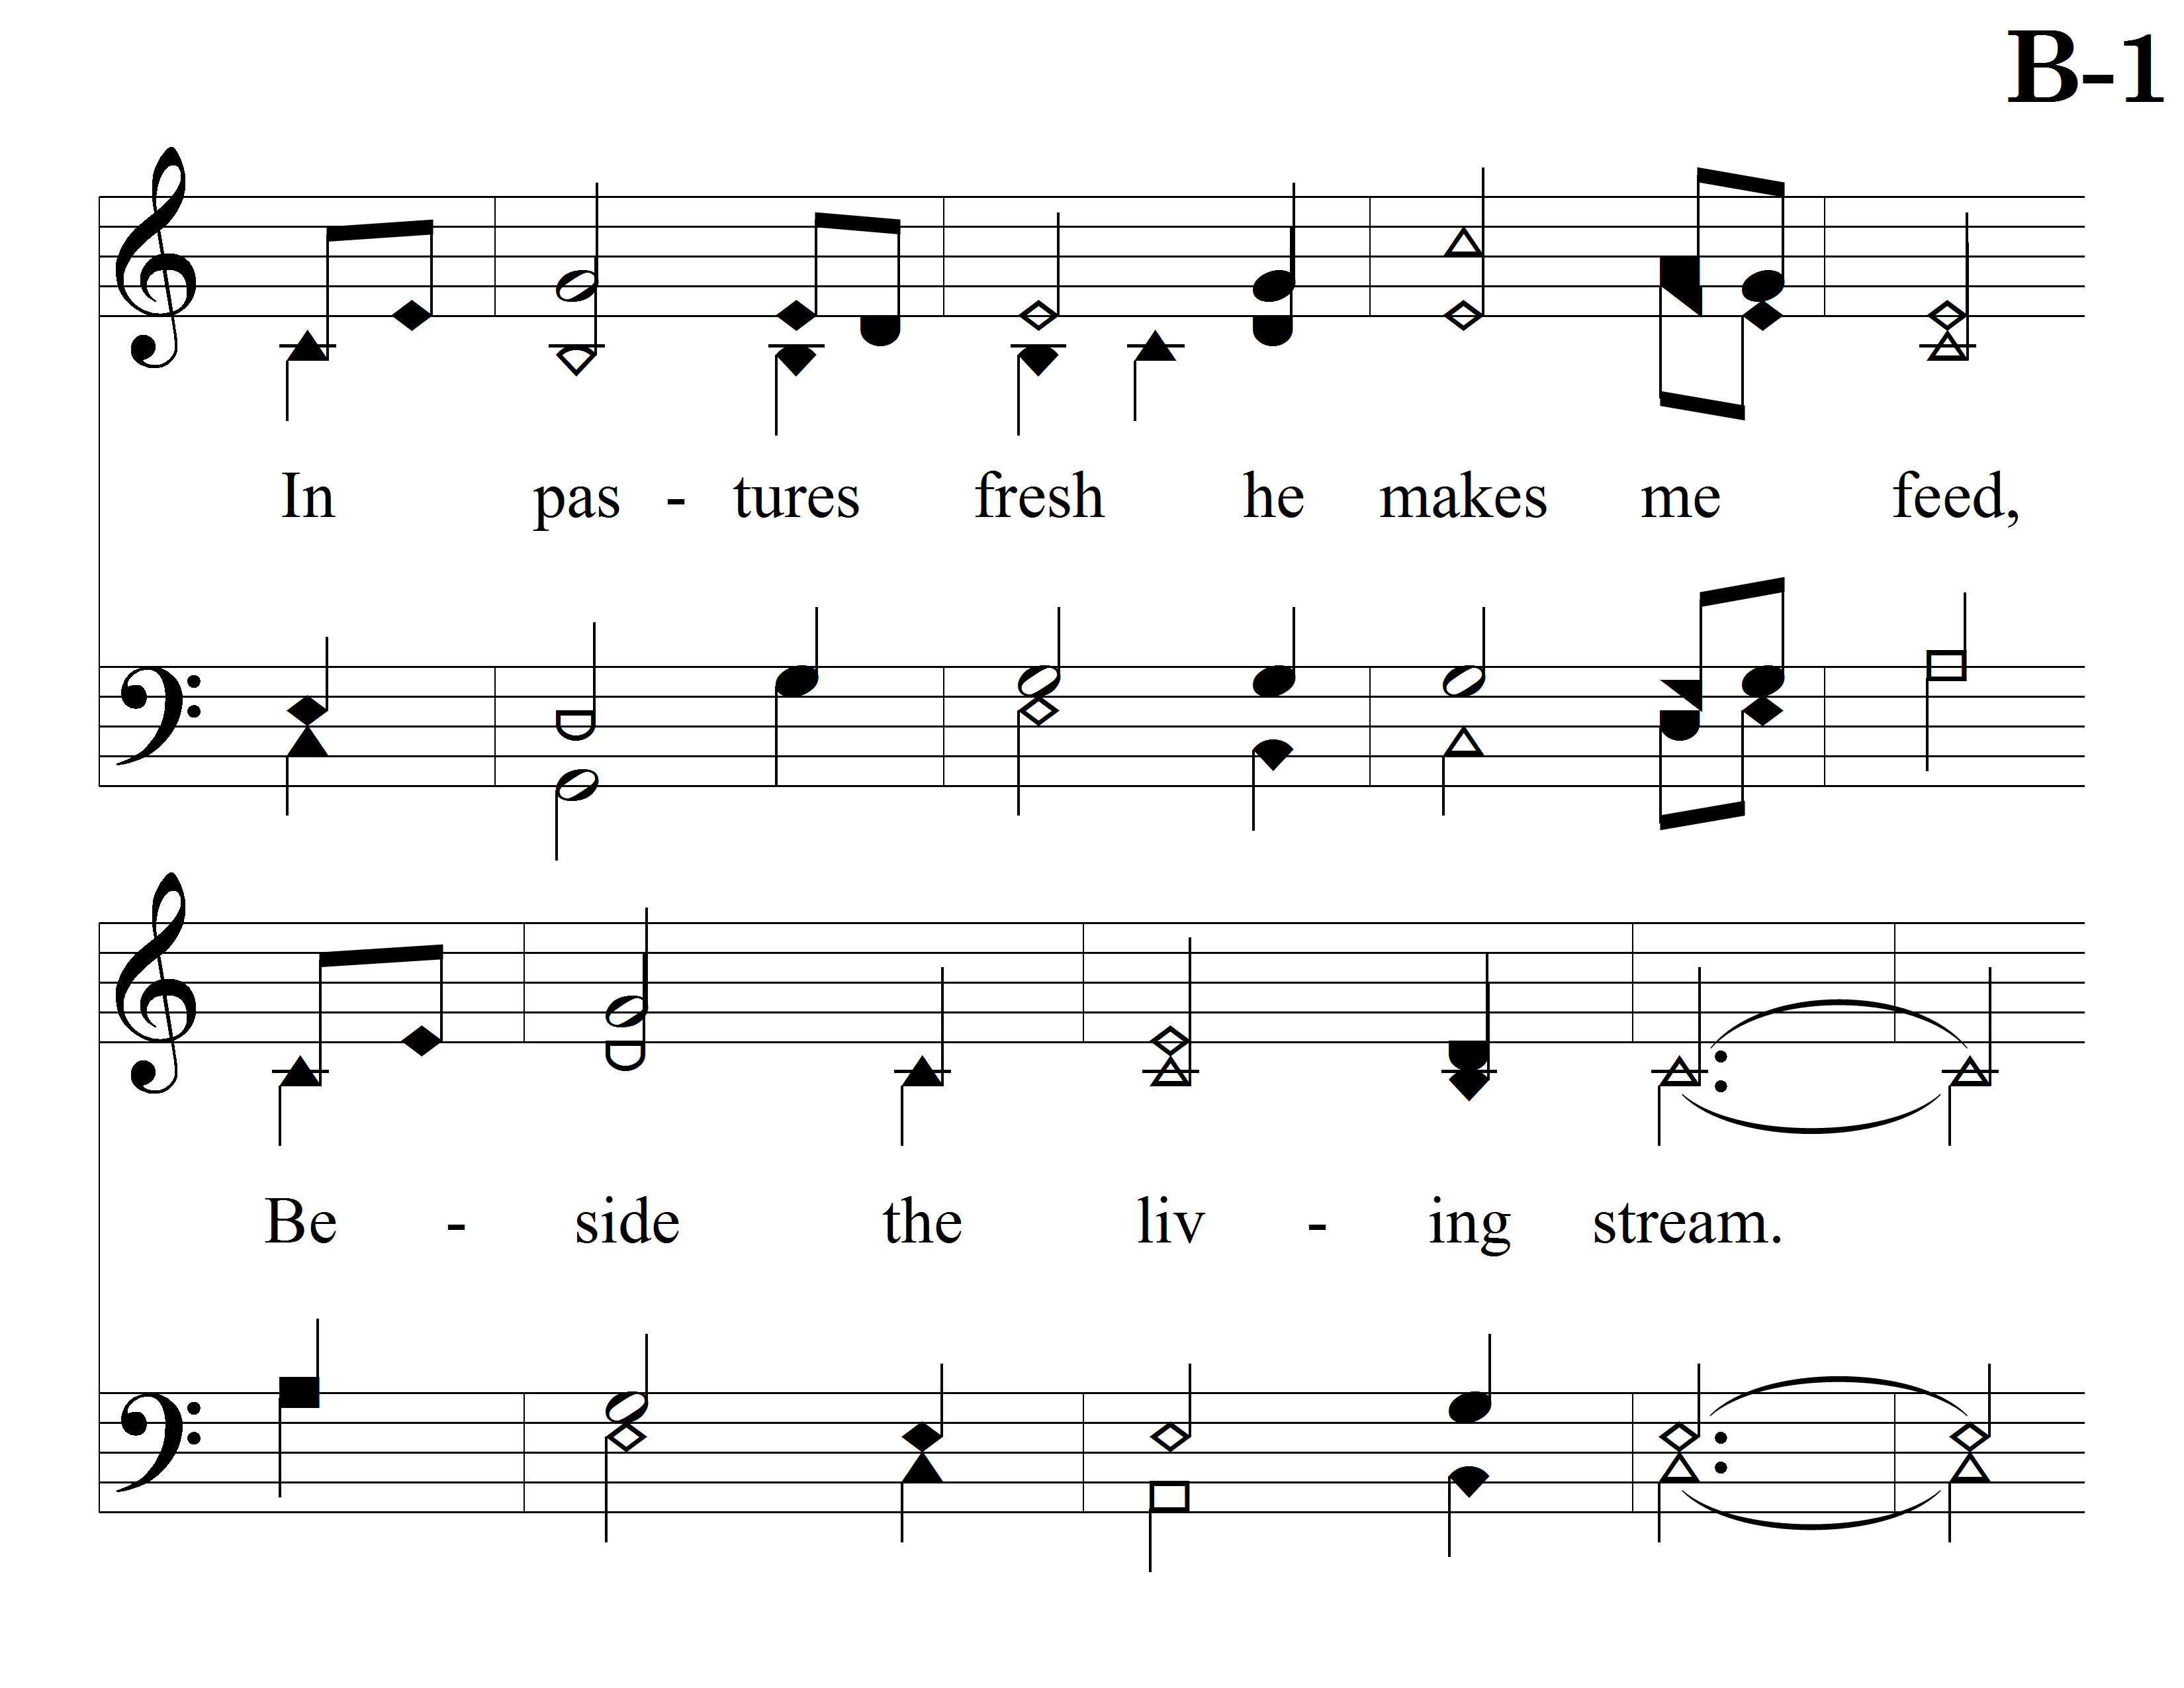 B-1
In pas - tures fresh he makes me feed,
Be - side the liv - ing stream.